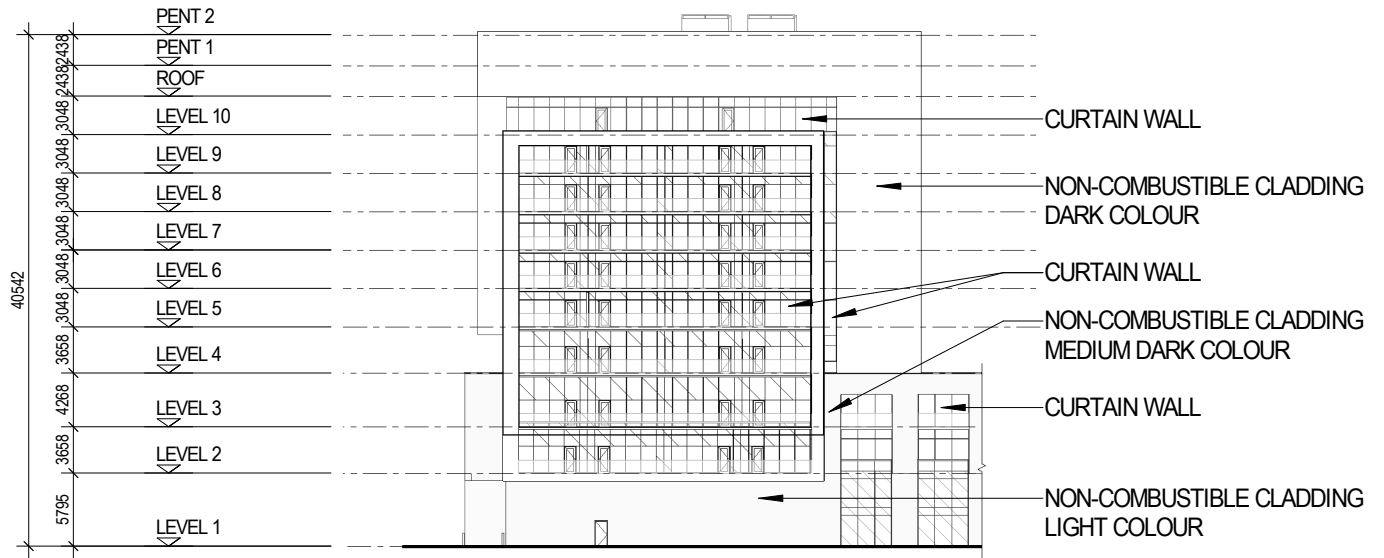 PENT 2
2438
PENT 1
2438
ROOF
3048
LEVEL 10
CURTAIN WALL
3048
LEVEL 9
3048
NON-COMBUSTIBLE CLADDING
DARK COLOUR
LEVEL 8
3048
LEVEL 7
3048
LEVEL 6
CURTAIN WALL
40542
3048
LEVEL 5
NON-COMBUSTIBLE CLADDING
MEDIUM DARK COLOUR
3658
LEVEL 4
4268
LEVEL 3
CURTAIN WALL
3658
LEVEL 2
5795
NON-COMBUSTIBLE CLADDING
LIGHT COLOUR
LEVEL 1